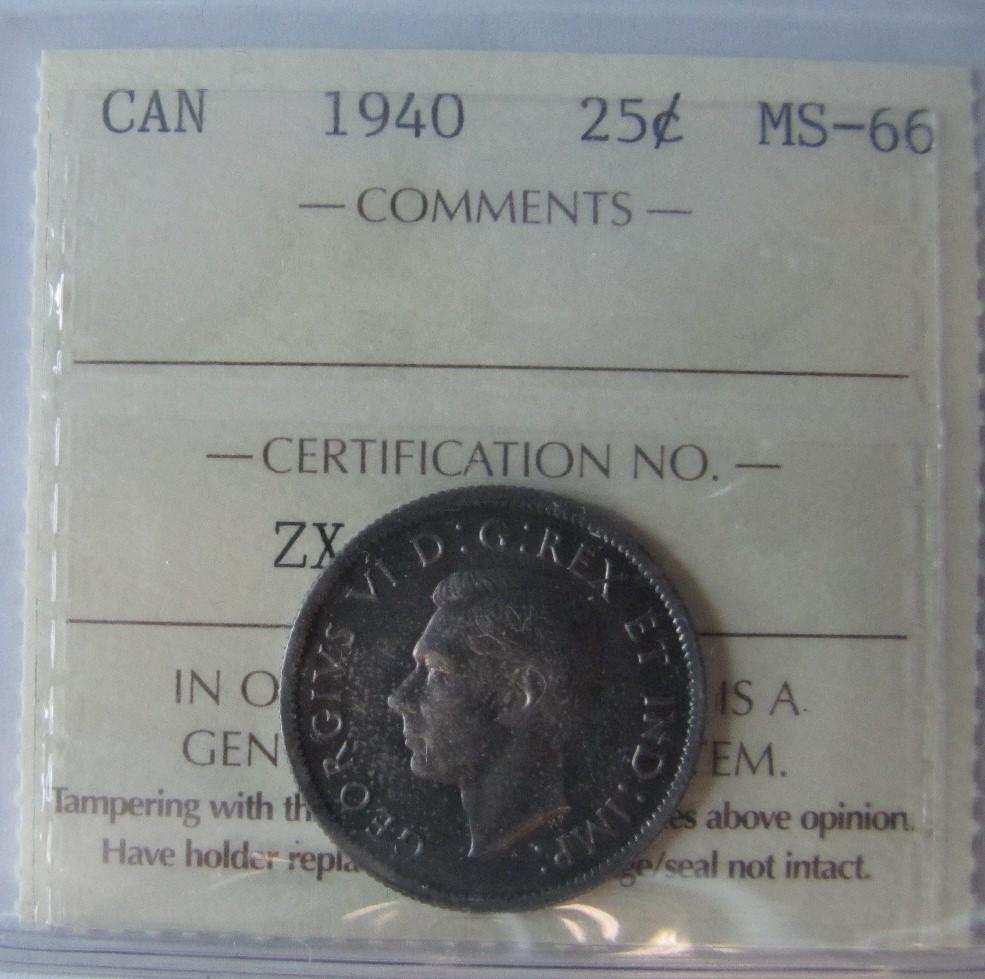 CAN 1940 25¢ MS-66
— COMMENTS —
— CERTIFICATION NO. —
ZX
GEORGIVS VI D:G:REX ET IND:IMP:
IN O IS A
GEN EM.
Tampering with th es above opinion.
Have holder repla ge/seal not intact.